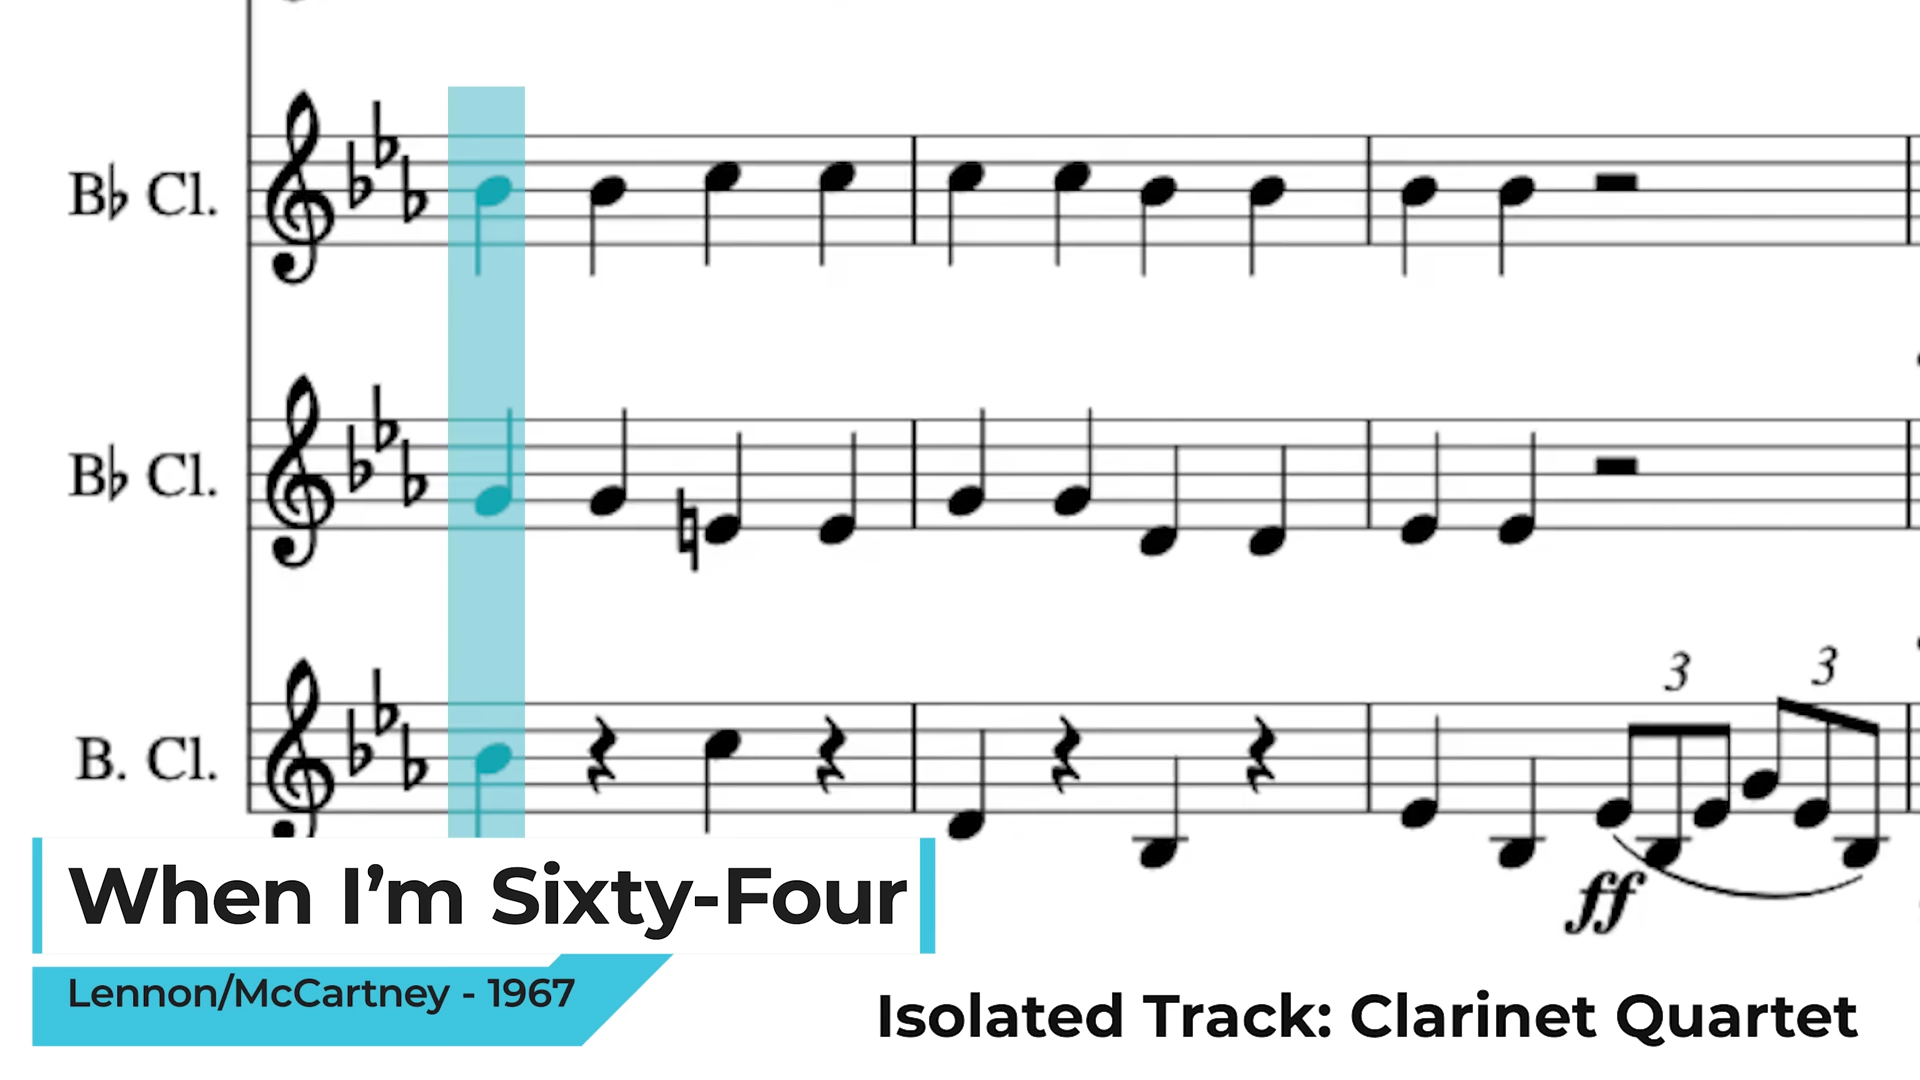 B♭ Cl.
B♭ Cl.
3
3
B. Cl.
ff
When I’m Sixty-Four
Lennon/McCartney - 1967
Isolated Track: Clarinet Quartet